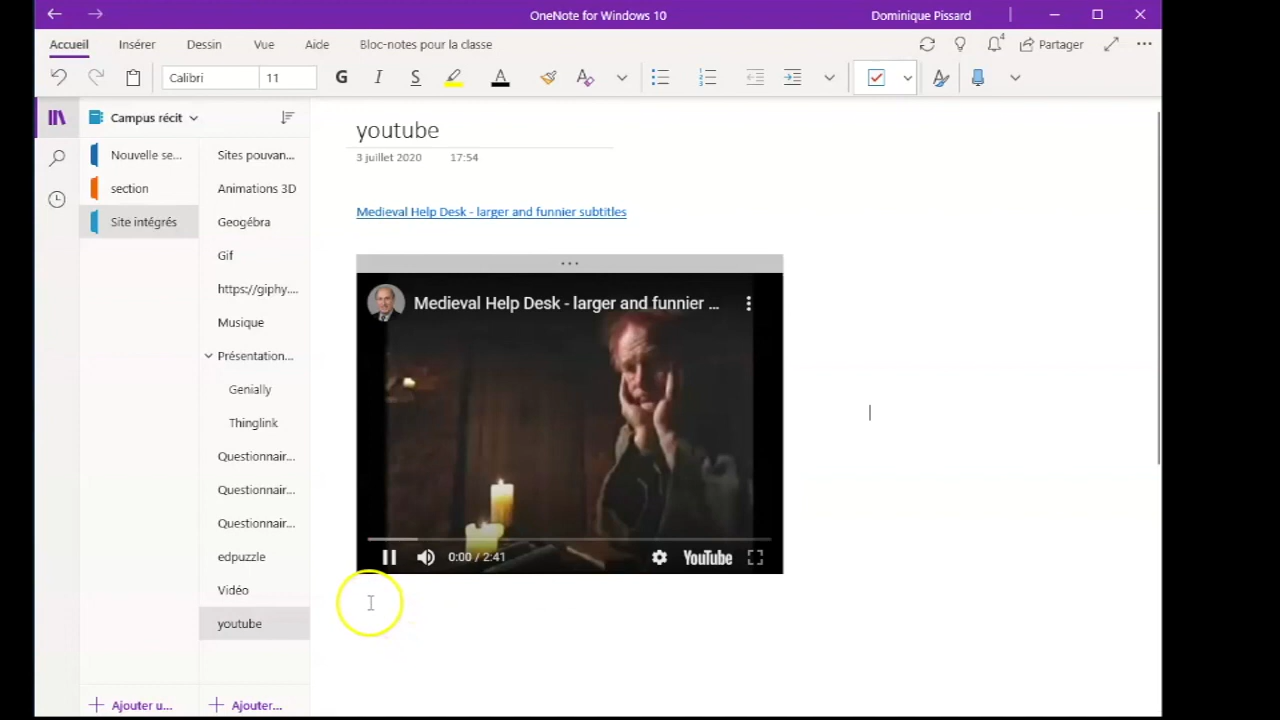 OneNote for Windows 10
Dominique Pissard
Accueil
Insérer
Dessin
Vue
Aide
Bloc-notes pour la classe
4
Partager
Calibri
11
G
I
S
A
A
Campus récit
Nouvelle se...
section
Site intégrés
Sites pouvan...
Animations 3D
Geogébra
Gif
https://giphy....
Musique
Présentation...
Genially
Thinglink
Questionnair...
Questionnair...
Questionnair...
edpuzzle
Vidéo
youtube
Ajouter u...
Ajouter...
youtube
3 juillet 2020 17:54
Medieval Help Desk - larger and funnier subtitles
Medieval Help Desk - larger and funnier ...
0:00 / 2:41
YouTube